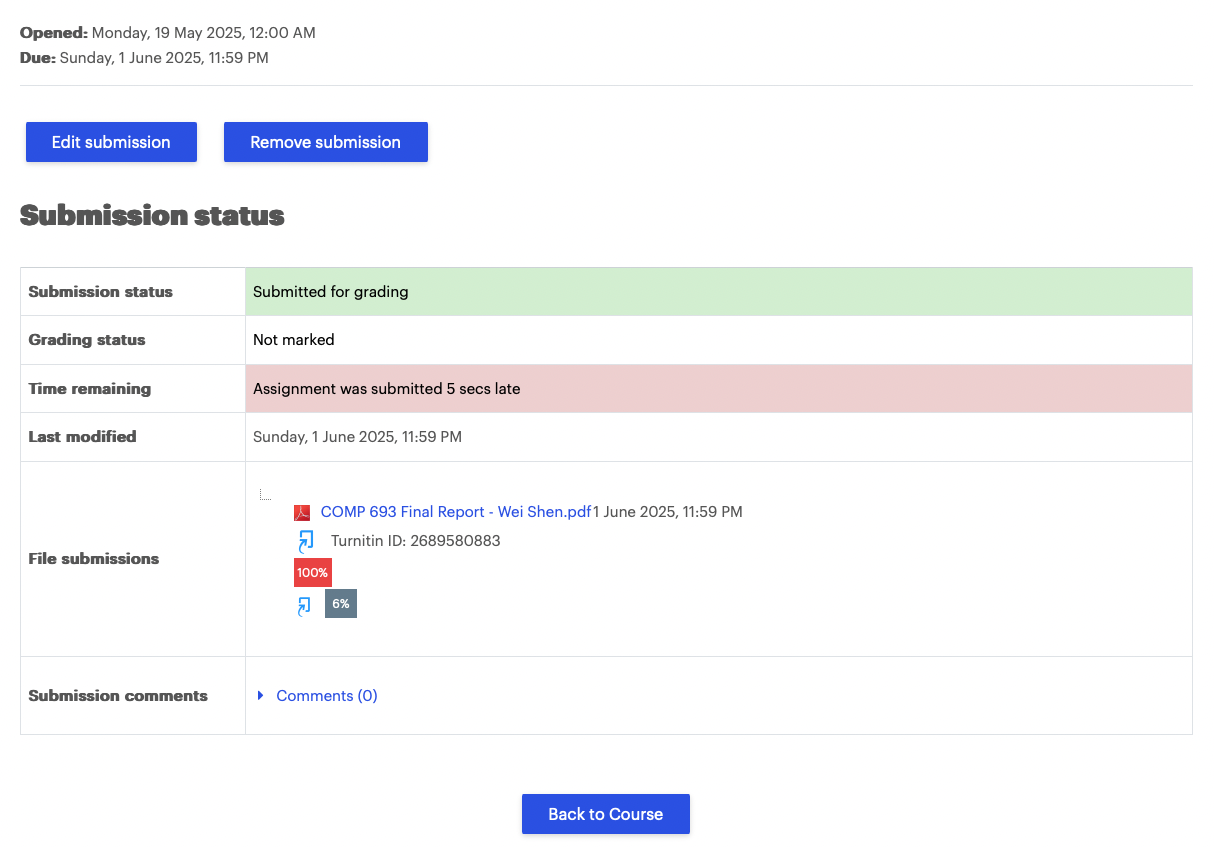 Opened: Monday, 19 May 2025, 12:00 AM
Due: Sunday, 1 June 2025, 11:59 PM
Edit submission
Remove submission
Submission status
Submission status
Submitted for grading
Grading status
Not marked
Time remaining
Assignment was submitted 5 secs late
Last modified
Sunday, 1 June 2025, 11:59 PM
File submissions
COMP 693 Final Report - Wei Shen.pdf1 June 2025, 11:59 PM
Turnitin ID: 2689580883
100%
6%
Submission comments
Comments (0)
Back to Course